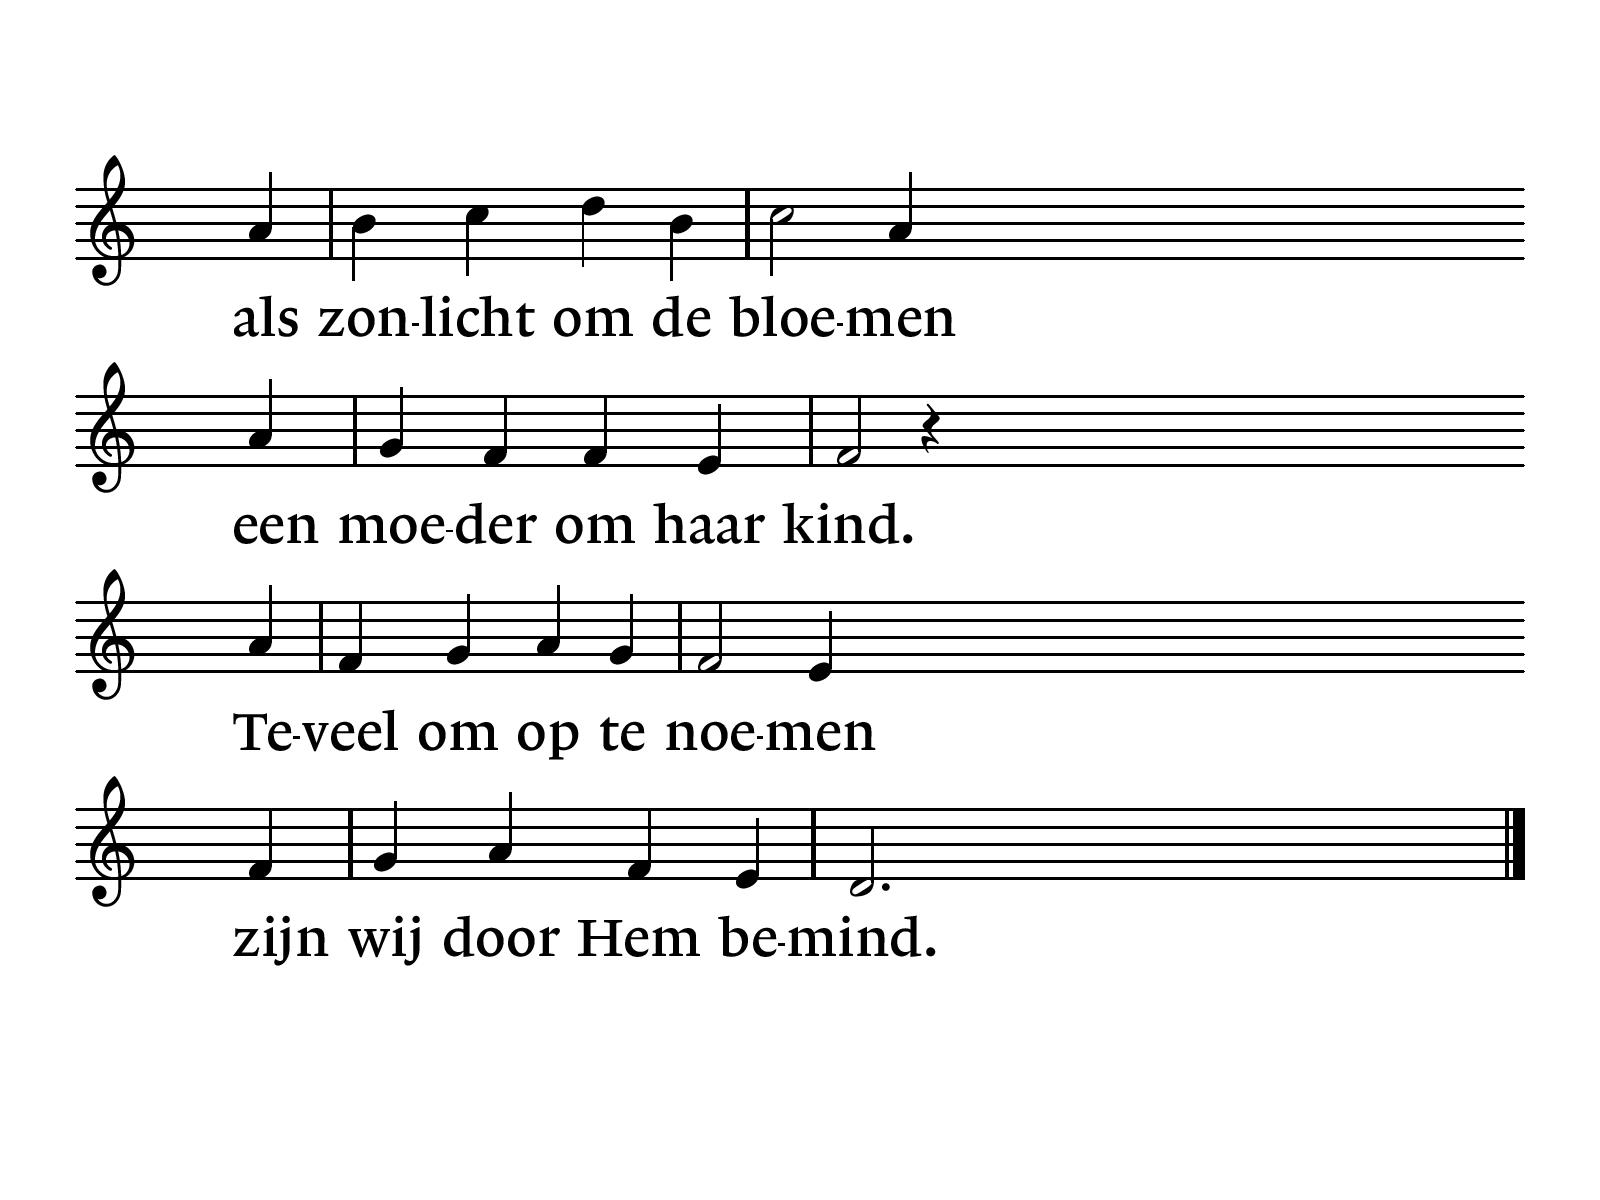 als zon-licht om de bloe-men
een moe-der om haar kind.
Te-veel om op te noe-men
zijn wij door Hem be-mind.